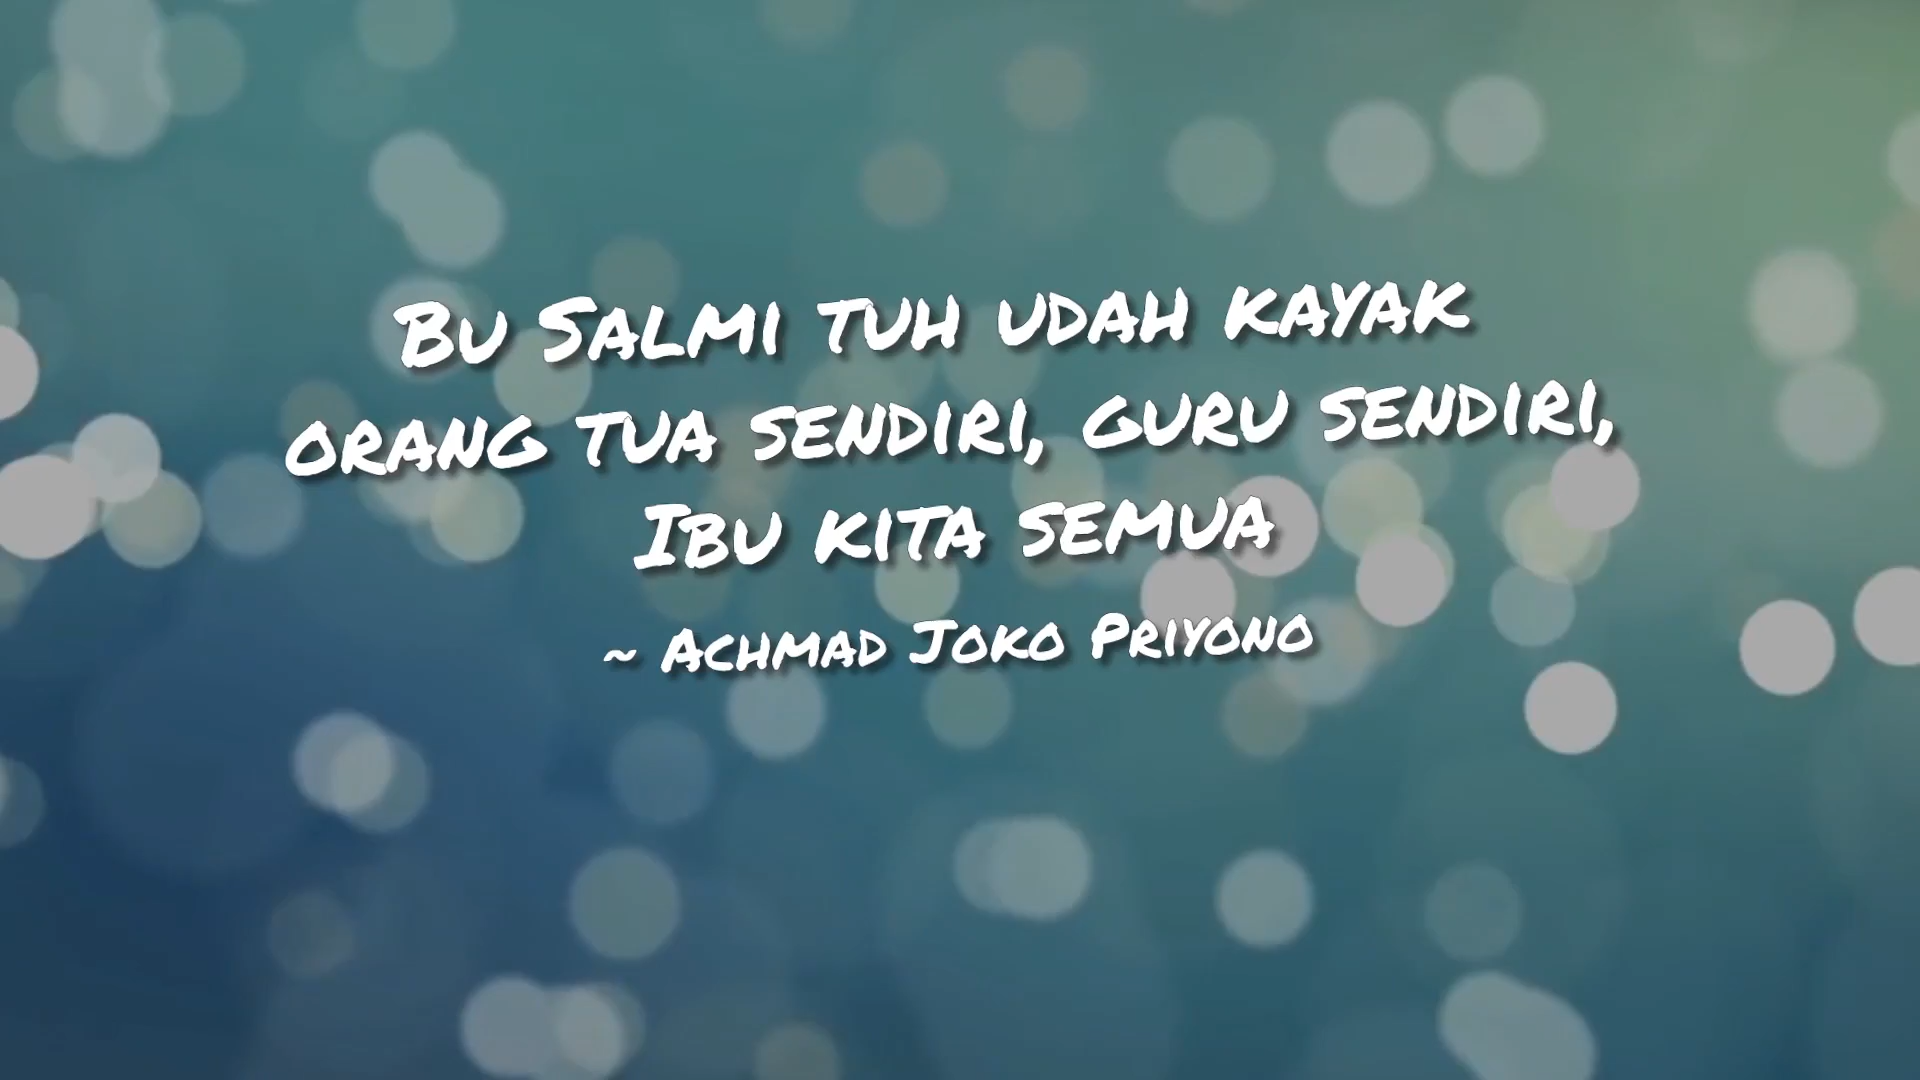 Bu Salmi tuh udah kayak
orang tua sendiri, guru sendiri,
Ibu kita semua
~ Achmad Joko Priyono